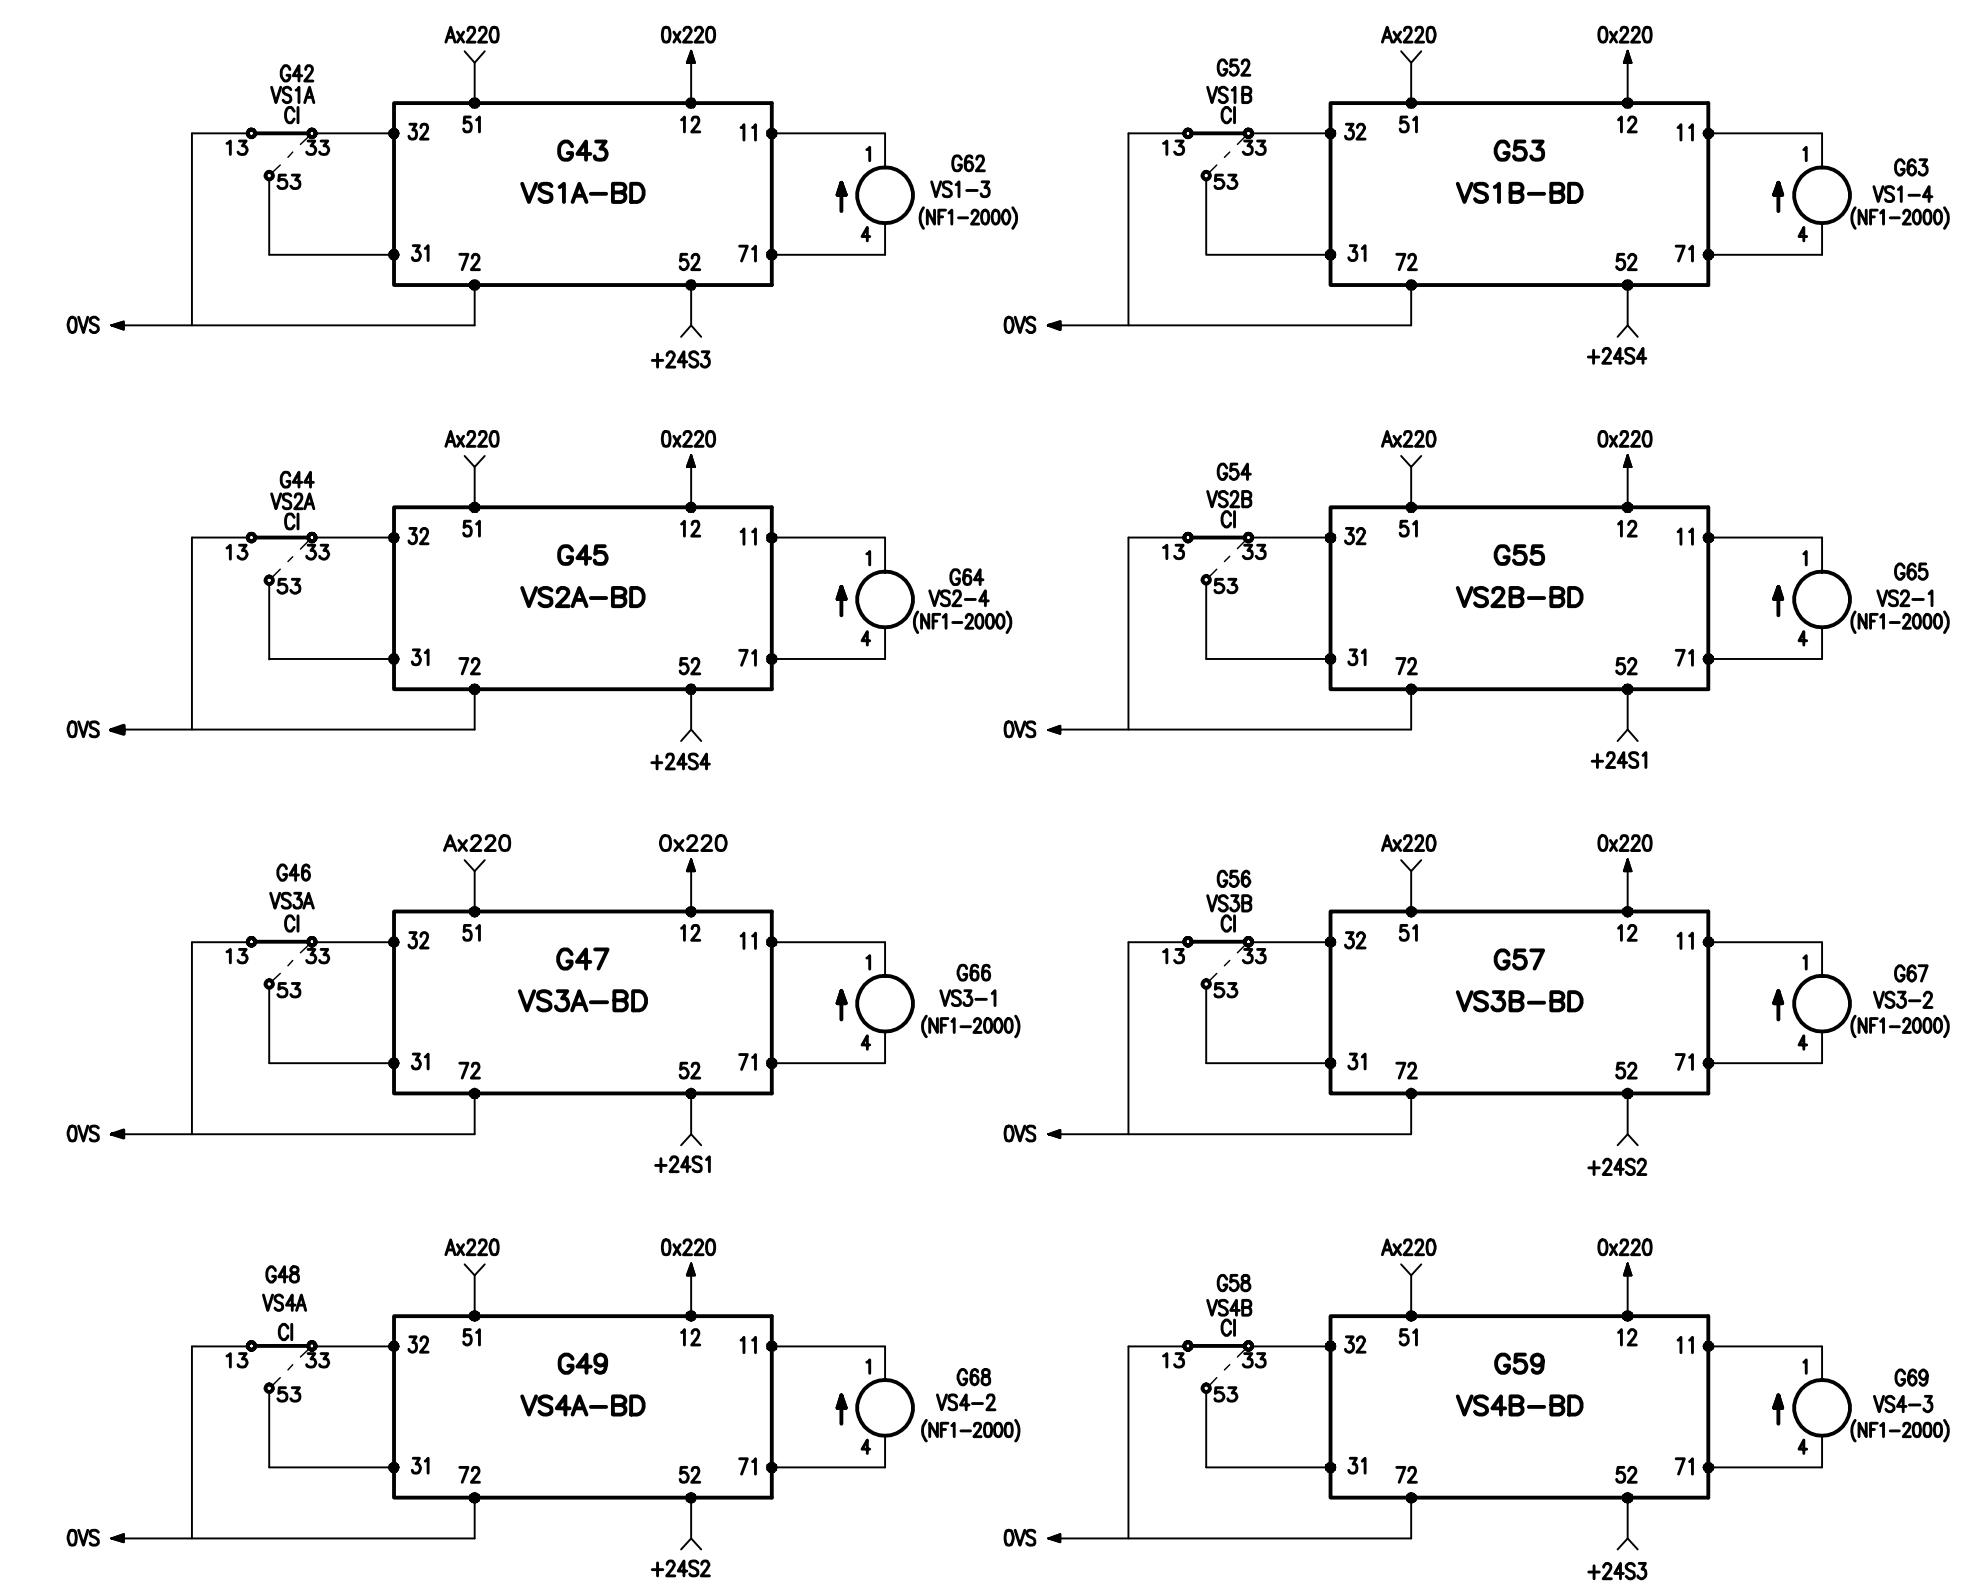 Ax220
0x220
G42
VS1A
CI
13
33
53
32
51
12
11
G43
VS1A-BD
31
72
52
71
1
4
G62
VS1-3
(NF1-2000)
0VS
+24S3
Ax220
0x220
G52
VS1B
CI
13
33
53
32
51
12
11
G53
VS1B-BD
31
72
52
71
1
4
G63
VS1-4
(NF1-2000)
0VS
+24S4
Ax220
0x220
G44
VS2A
CI
13
33
53
32
51
12
11
G45
VS2A-BD
31
72
52
71
1
4
G64
VS2-4
(NF1-2000)
0VS
+24S4
Ax220
0x220
G54
VS2B
CI
13
33
53
32
51
12
11
G55
VS2B-BD
31
72
52
71
1
4
G65
VS2-1
(NF1-2000)
0VS
+24S1
Ax220
0x220
G46
VS3A
CI
13
33
53
32
51
12
11
G47
VS3A-BD
31
72
52
71
1
4
G66
VS3-1
(NF1-2000)
0VS
+24S1
Ax220
0x220
G56
VS3B
CI
13
33
53
32
51
12
11
G57
VS3B-BD
31
72
52
71
1
4
G67
VS3-2
(NF1-2000)
0VS
+24S2
Ax220
0x220
G48
VS4A
CI
13
33
53
32
51
12
11
G49
VS4A-BD
31
72
52
71
1
4
G68
VS4-2
(NF1-2000)
0VS
+24S2
Ax220
0x220
G58
VS4B
CI
13
33
53
32
51
12
11
G59
VS4B-BD
31
72
52
71
1
4
G69
VS4-3
(NF1-2000)
0VS
+24S3